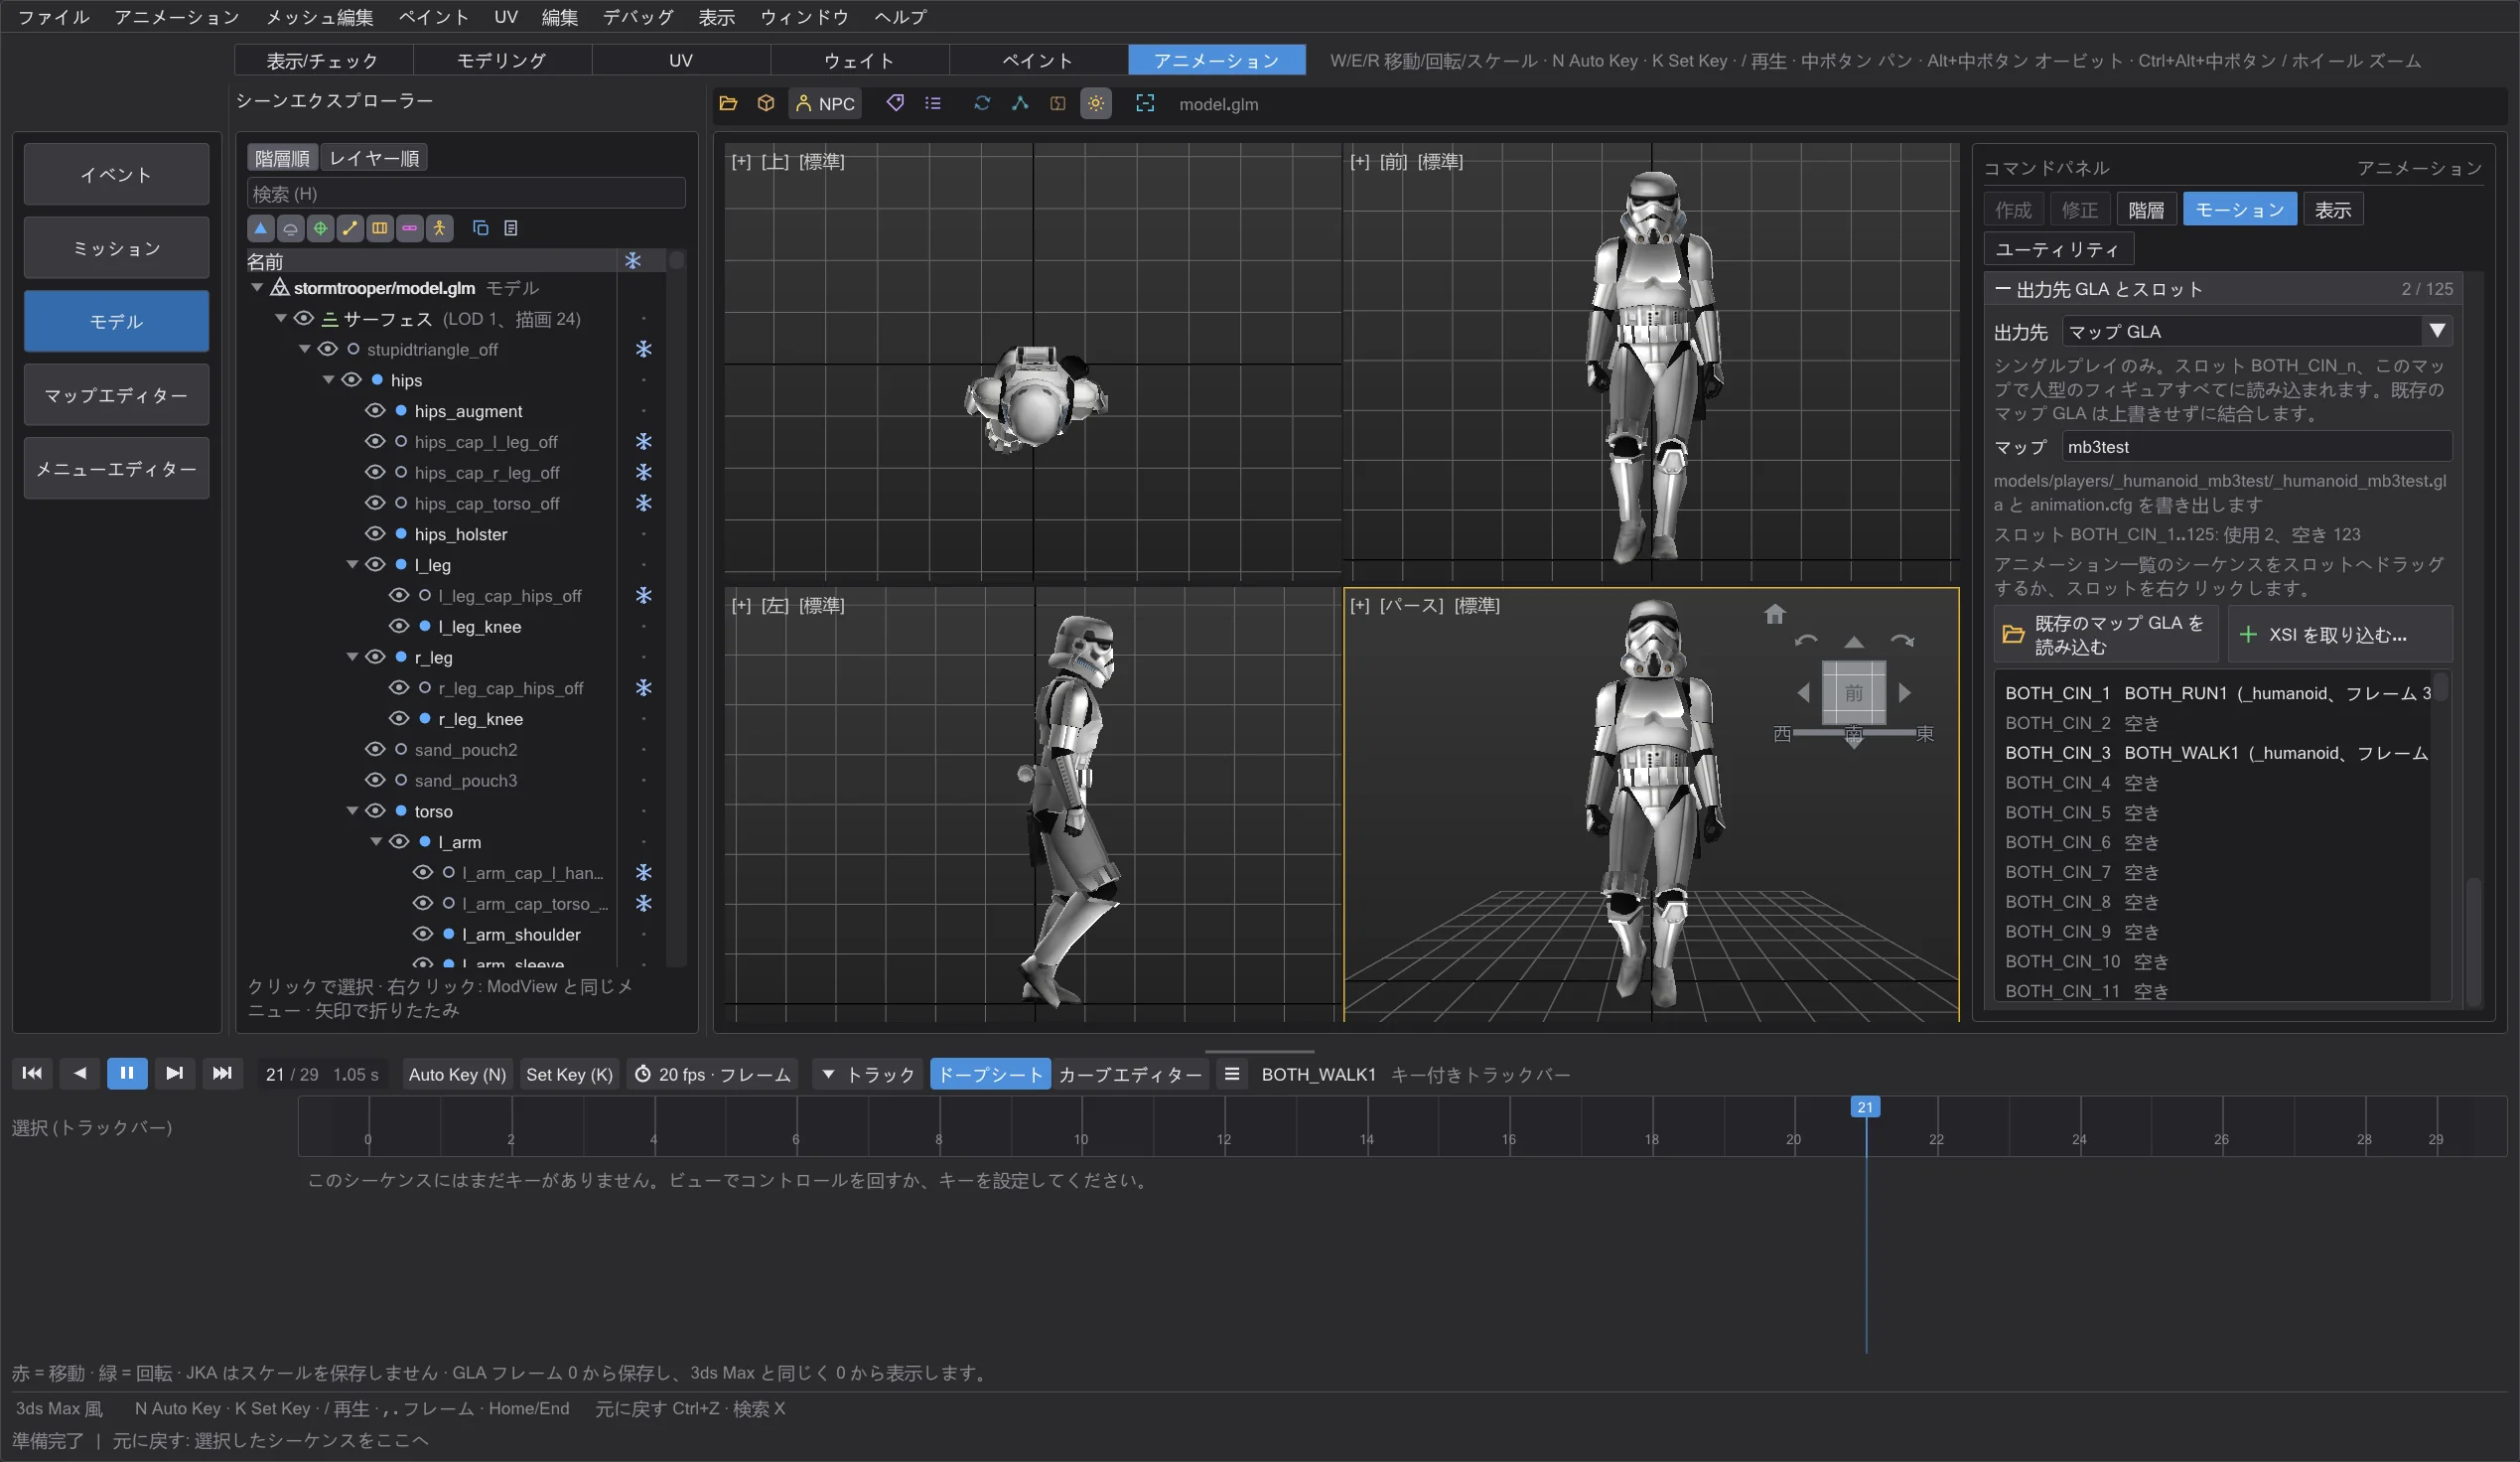 ファイル アニメーション メッシュ編集 ペイント UV 編集 デバッグ 表示 ウィンドウ ヘルプ
表示/チェック モデリング UV ウェイト ペイント アニメーション W/E/R 移動/回転/スケール · N Auto Key · K Set Key · / 再生 · 中ボタン パン · Alt+中ボタン オービット · Ctrl+Alt+中ボタン / ホイール ズーム
シーンエクスプローラー
NPC model.glm
イベント
ミッション
モデル
マップエディター
メニューエディター
階層順 レイヤー順
検索 (H)
名前
stormtrooper/model.glm モデル
サーフェス (LOD 1、描画 24)
stupidtriangle_off
hips
hips_augment
hips_cap_l_leg_off
hips_cap_r_leg_off
hips_cap_torso_off
hips_holster
l_leg
l_leg_cap_hips_off
l_leg_knee
r_leg
r_leg_cap_hips_off
r_leg_knee
sand_pouch2
sand_pouch3
torso
l_arm
l_arm_cap_l_han...
l_arm_cap_torso_...
l_arm_shoulder
l_arm_sleeve
クリックで選択 · 右クリック: ModView と同じメ
ニュー · 矢印で折りたたみ
[+] [上] [標準]
[+] [前] [標準]
[+] [左] [標準]
[+] [パース] [標準]
前
西 南 東
コマンドパネル アニメーション
作成 修正 階層 モーション 表示
ユーティリティ
出力先 GLA とスロット 2 / 125
出力先 マップ GLA
シングルプレイのみ。スロット BOTH_CIN_n、このマッ
プで人型のフィギュアすべてに読み込まれます。既存の
マップ GLA は上書きせずに結合します。
マップ mb3test
models/players/_humanoid_mb3test/_humanoid_mb3test.gl
a と animation.cfg を書き出します
スロット BOTH_CIN_1..125: 使用 2、空き 123
アニメーション一覧のシーケンスをスロットへドラッグ
するか、スロットを右クリックします。
既存のマップ GLA を
読み込む
XSI を取り込む...
BOTH_CIN_1 BOTH_RUN1 (_humanoid、フレーム 3
BOTH_CIN_2 空き
BOTH_CIN_3 BOTH_WALK1 (_humanoid、フレーム
BOTH_CIN_4 空き
BOTH_CIN_5 空き
BOTH_CIN_6 空き
BOTH_CIN_7 空き
BOTH_CIN_8 空き
BOTH_CIN_9 空き
BOTH_CIN_10 空き
BOTH_CIN_11 空き
21 / 29 1.05 s Auto Key (N) Set Key (K) 20 fps · フレーム トラック ドープシート カーブエディター BOTH_WALK1 キー付きトラックバー
選択 (トラックバー)
21
0 2 4 6 8 10 12 14 16 18 20 22 24 26 28 29
このシーケンスにはまだキーがありません。ビューでコントロールを回すか、キーを設定してください。
赤 = 移動 · 緑 = 回転 · JKA はスケールを保存しません · GLA フレーム 0 から保存し、3ds Max と同じく 0 から表示します。
3ds Max 風 N Auto Key · K Set Key · / 再生 · , . フレーム · Home/End 元に戻す Ctrl+Z · 検索 X
準備完了 | 元に戻す: 選択したシーケンスをここへ